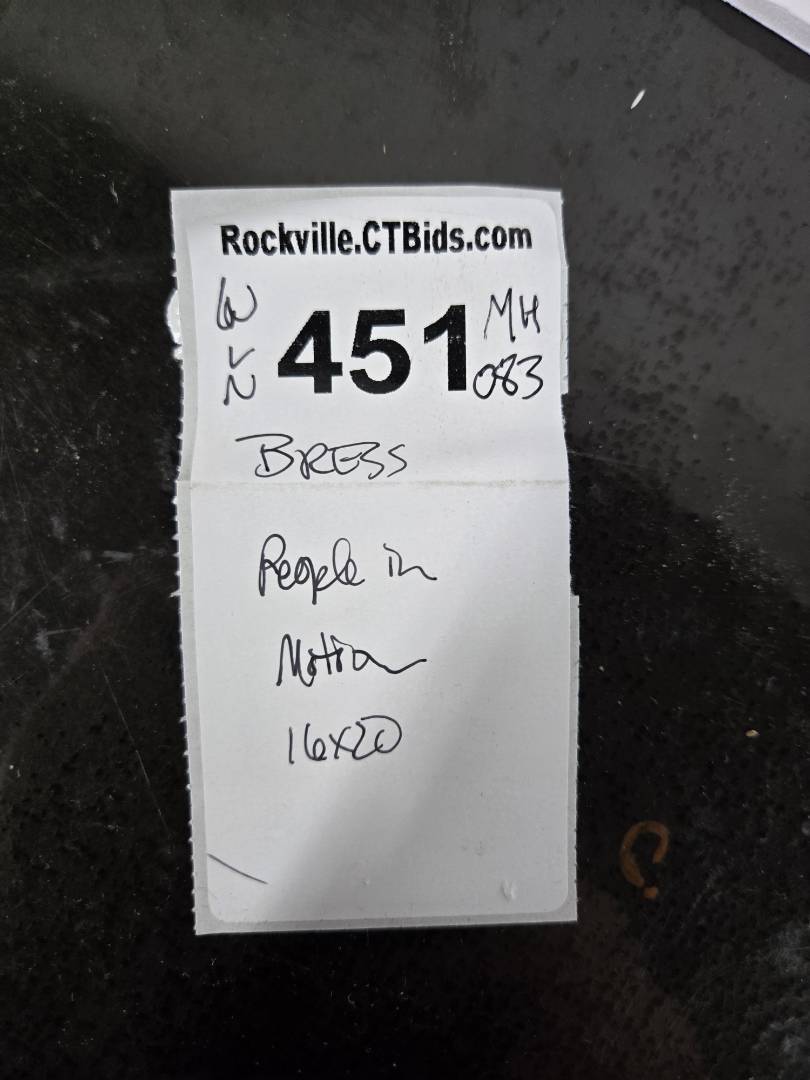 Rockville.CTBids.com
451
MH
083
BRESS
People in
Motion
16x20